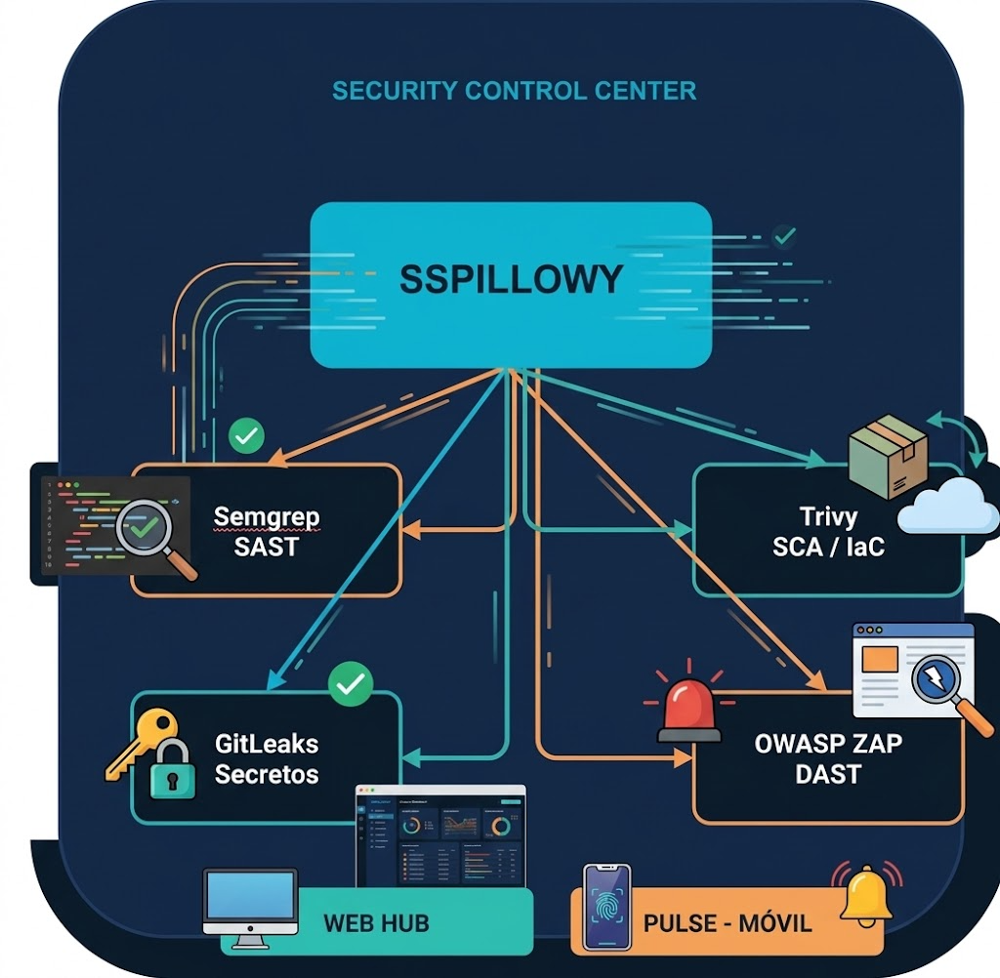 SECURITY CONTROL CENTER
SSPILLOWY
Semgrep
SAST
Trivy
SCA / IaC
GitLeaks
Secretos
OWASP ZAP
DAST
WEB HUB
PULSE - MÓVIL